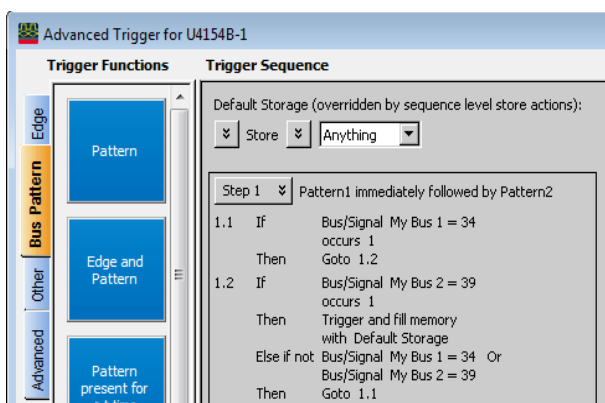 Advanced Trigger for U4154B-1
Trigger Functions
Trigger Sequence
Edge
Bus Pattern
Other
Advanced
Pattern
Edge and
Pattern
Pattern
present for
Default Storage (overridden by sequence level store actions):
Store Anything
Step 1 Pattern1 immediately followed by Pattern2
1.1 If Bus/Signal My Bus 1 = 34
occurs 1
Then Goto 1.2
1.2 If Bus/Signal My Bus 2 = 39
occurs 1
Then Trigger and fill memory
with Default Storage
Else if not Bus/Signal My Bus 1 = 34 Or
Bus/Signal My Bus 2 = 39
Then Goto 1.1